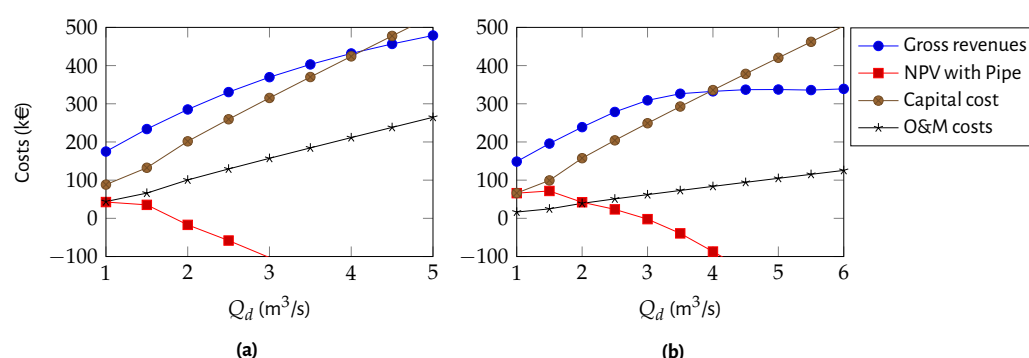 Costs (k€)
500
400
300
200
100
0
−100
1 2 3 4 5
Q_d (m³/s)
(a)
500
400
300
200
100
0
−100
1 2 3 4 5 6
Q_d (m³/s)
(b)
Gross revenues
NPV with Pipe
Capital cost
O&M costs